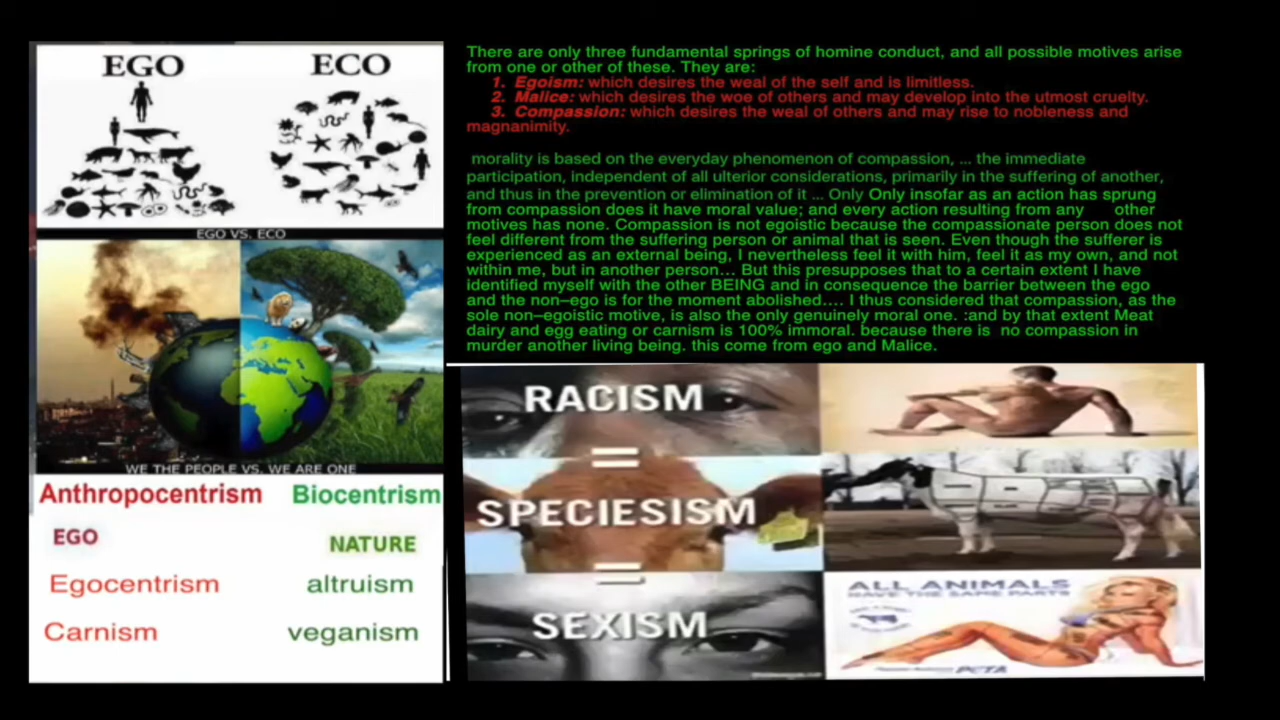 EGO
ECO
EGO VS. ECO
WE THE PEOPLE VS. WE ARE ONE
Anthropocentrism
Biocentrism
EGO
NATURE
Egocentrism
altruism
Carnism
veganism
There are only three fundamental springs of homine conduct, and all possible motives arise
from one or other of these. They are:
1. Egoism: which desires the weal of the self and is limitless.
2. Malice: which desires the woe of others and may develop into the utmost cruelty.
3. Compassion: which desires the weal of others and may rise to nobleness and
magnanimity.
morality is based on the everyday phenomenon of compassion, ... the immediate
participation, independent of all ulterior considerations, primarily in the suffering of another,
and thus in the prevention or elimination of it ... Only Only insofar as an action has sprung
from compassion does it have moral value; and every action resulting from any other
motives has none. Compassion is not egoistic because the compassionate person does not
feel different from the suffering person or animal that is seen. Even though the sufferer is
experienced as an external being, I nevertheless feel it with him, feel it as my own, and not
within me, but in another person... But this presupposes that to a certain extent I have
identified myself with the other BEING and in consequence the barrier between the ego
and the non–ego is for the moment abolished.... I thus considered that compassion, as the
sole non–egoistic motive, is also the only genuinely moral one. :and by that extent Meat
dairy and egg eating or carnism is 100% immoral. because there is no compassion in
murder another living being. this come from ego and Malice.
RACISM
=
SPECIESISM
=
SEXISM
ALL ANIMALS
HAVE THE SAME PARTS
PETA